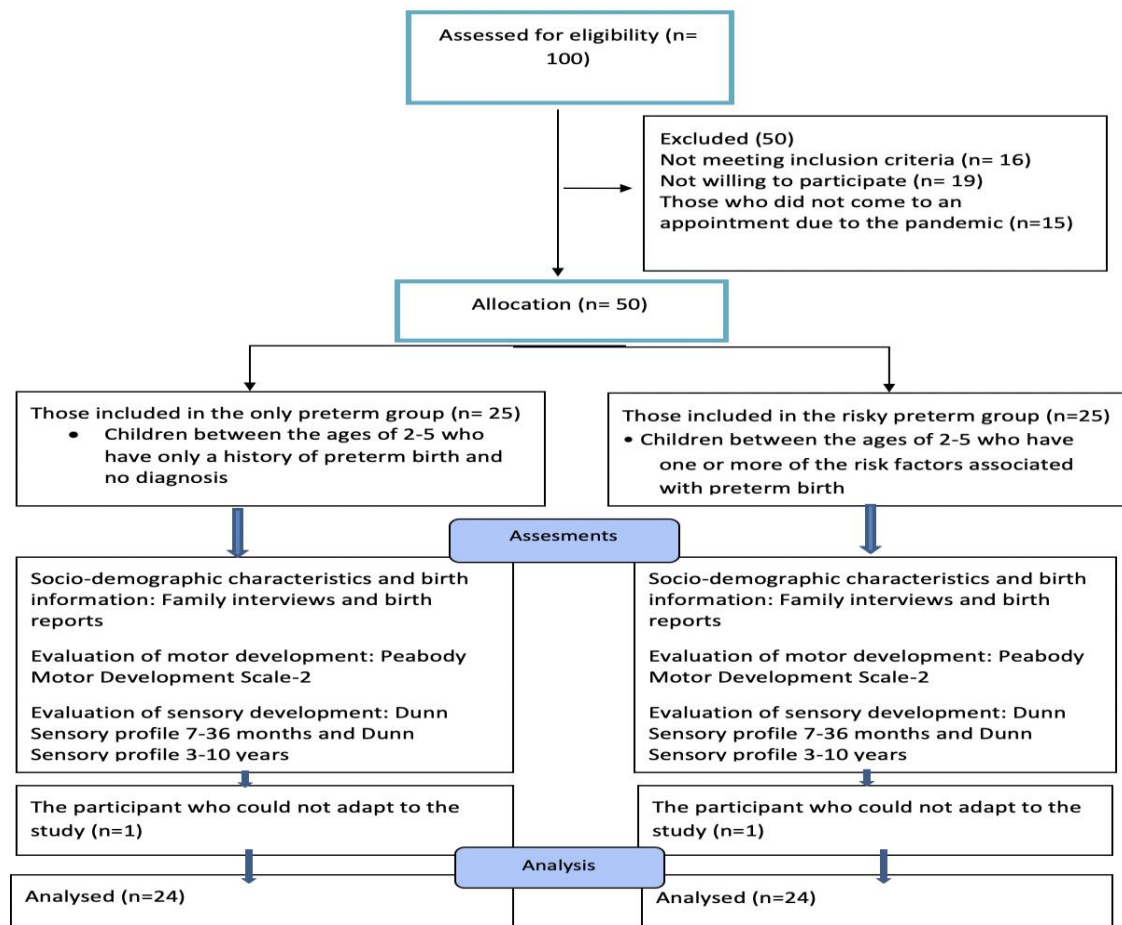 Assessed for eligibility (n=
100)
Excluded (50)
Not meeting inclusion criteria (n= 16)
Not willing to participate (n= 19)
Those who did not come to an
appointment due to the pandemic (n=15)
Allocation (n= 50)
Those included in the only preterm group (n= 25)
• Children between the ages of 2-5 who
have only a history of preterm birth and
no diagnosis
Those included in the risky preterm group (n=25)
• Children between the ages of 2-5 who have
one or more of the risk factors associated
with preterm birth
Assesments
Socio-demographic characteristics and birth
information: Family interviews and birth
reports
Evaluation of motor development: Peabody
Motor Development Scale-2
Evaluation of sensory development: Dunn
Sensory profile 7-36 months and Dunn
Sensory profile 3-10 years
Socio-demographic characteristics and birth
information: Family interviews and birth
reports
Evaluation of motor development: Peabody
Motor Development Scale-2
Evaluation of sensory development: Dunn
Sensory profile 7-36 months and Dunn
Sensory profile 3-10 years
The participant who could not adapt to the
study (n=1)
The participant who could not adapt to
the study (n=1)
Analysis
Analysed (n=24)
Analysed (n=24)